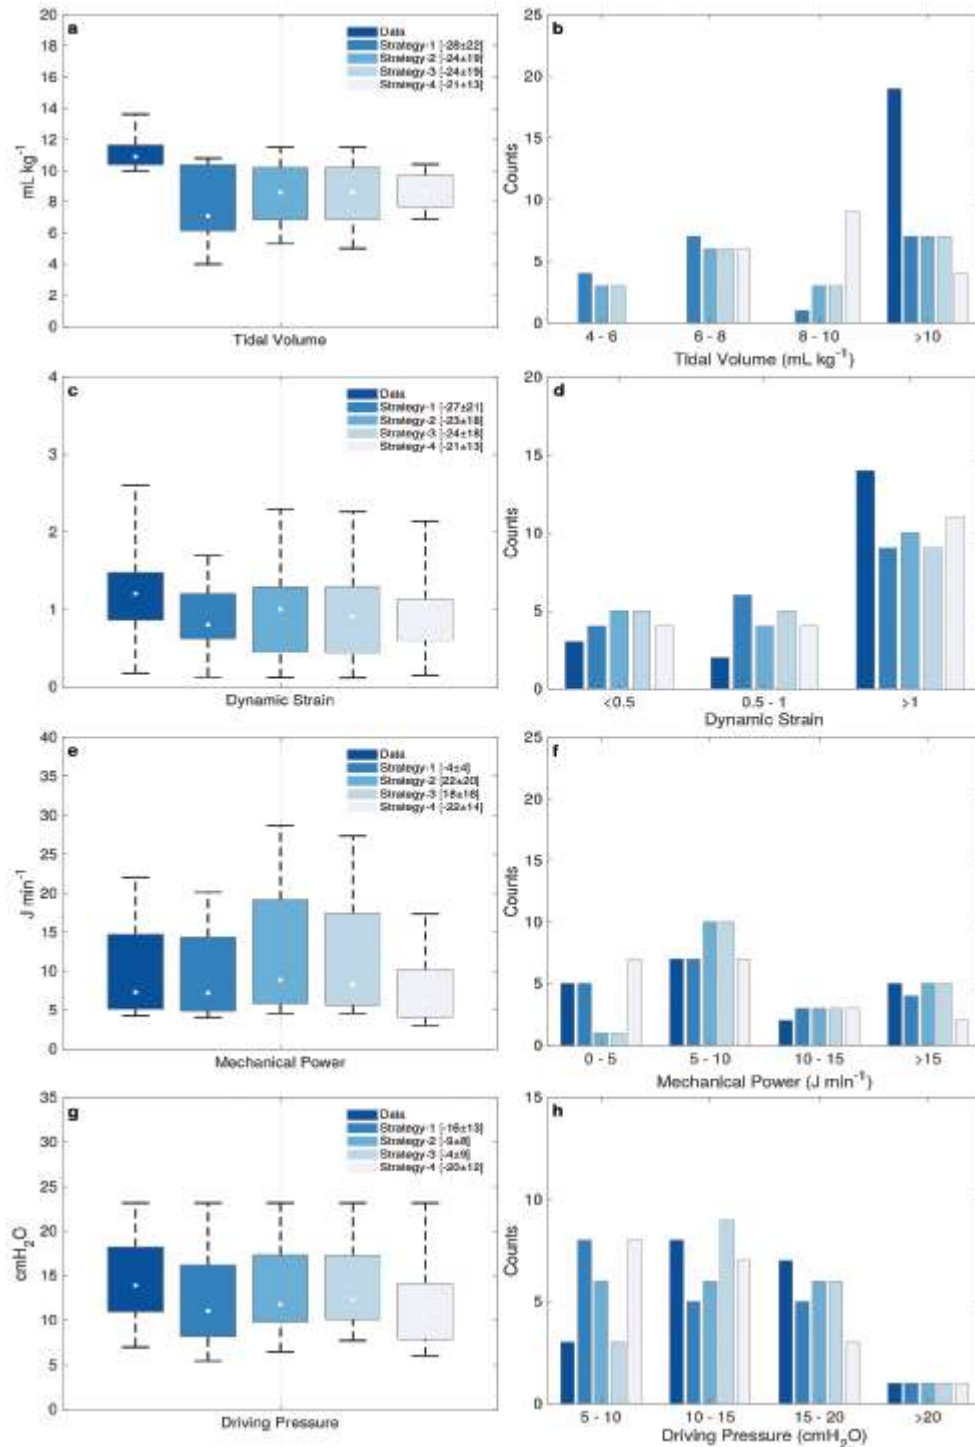 a
20
18
16
14
12
10
8
6
4
2
0
mL kg⁻¹
Data
Strategy-1 [-28±22]
Strategy-2 [-24±19]
Strategy-3 [-24±19]
Strategy-4 [-21±13]
Tidal Volume
b
25
20
15
10
5
0
Counts
4 - 6
6 - 8
8 - 10
>10
Tidal Volume (mL kg⁻¹)
c
4
3
2
1
0
Data
Strategy-1 [-27±21]
Strategy-2 [-23±18]
Strategy-3 [-24±18]
Strategy-4 [-21±13]
Dynamic Strain
d
20
15
10
5
0
Counts
<0.5
0.5 - 1
>1
Dynamic Strain
e
40
35
30
25
20
15
10
5
0
J min⁻¹
Data
Strategy-1 [-4±4]
Strategy-2 [22±20]
Strategy-3 [18±16]
Strategy-4 [-22±14]
Mechanical Power
f
25
20
15
10
5
0
Counts
0 - 5
5 - 10
10 - 15
>15
Mechanical Power (J min⁻¹)
g
35
30
25
20
15
10
5
0
cmH₂O
Data
Strategy-1 [-16±13]
Strategy-2 [-9±8]
Strategy-3 [-4±9]
Strategy-4 [-20±12]
Driving Pressure
h
15
10
5
0
Counts
5 - 10
10 - 15
15 - 20
>20
Driving Pressure (cmH₂O)